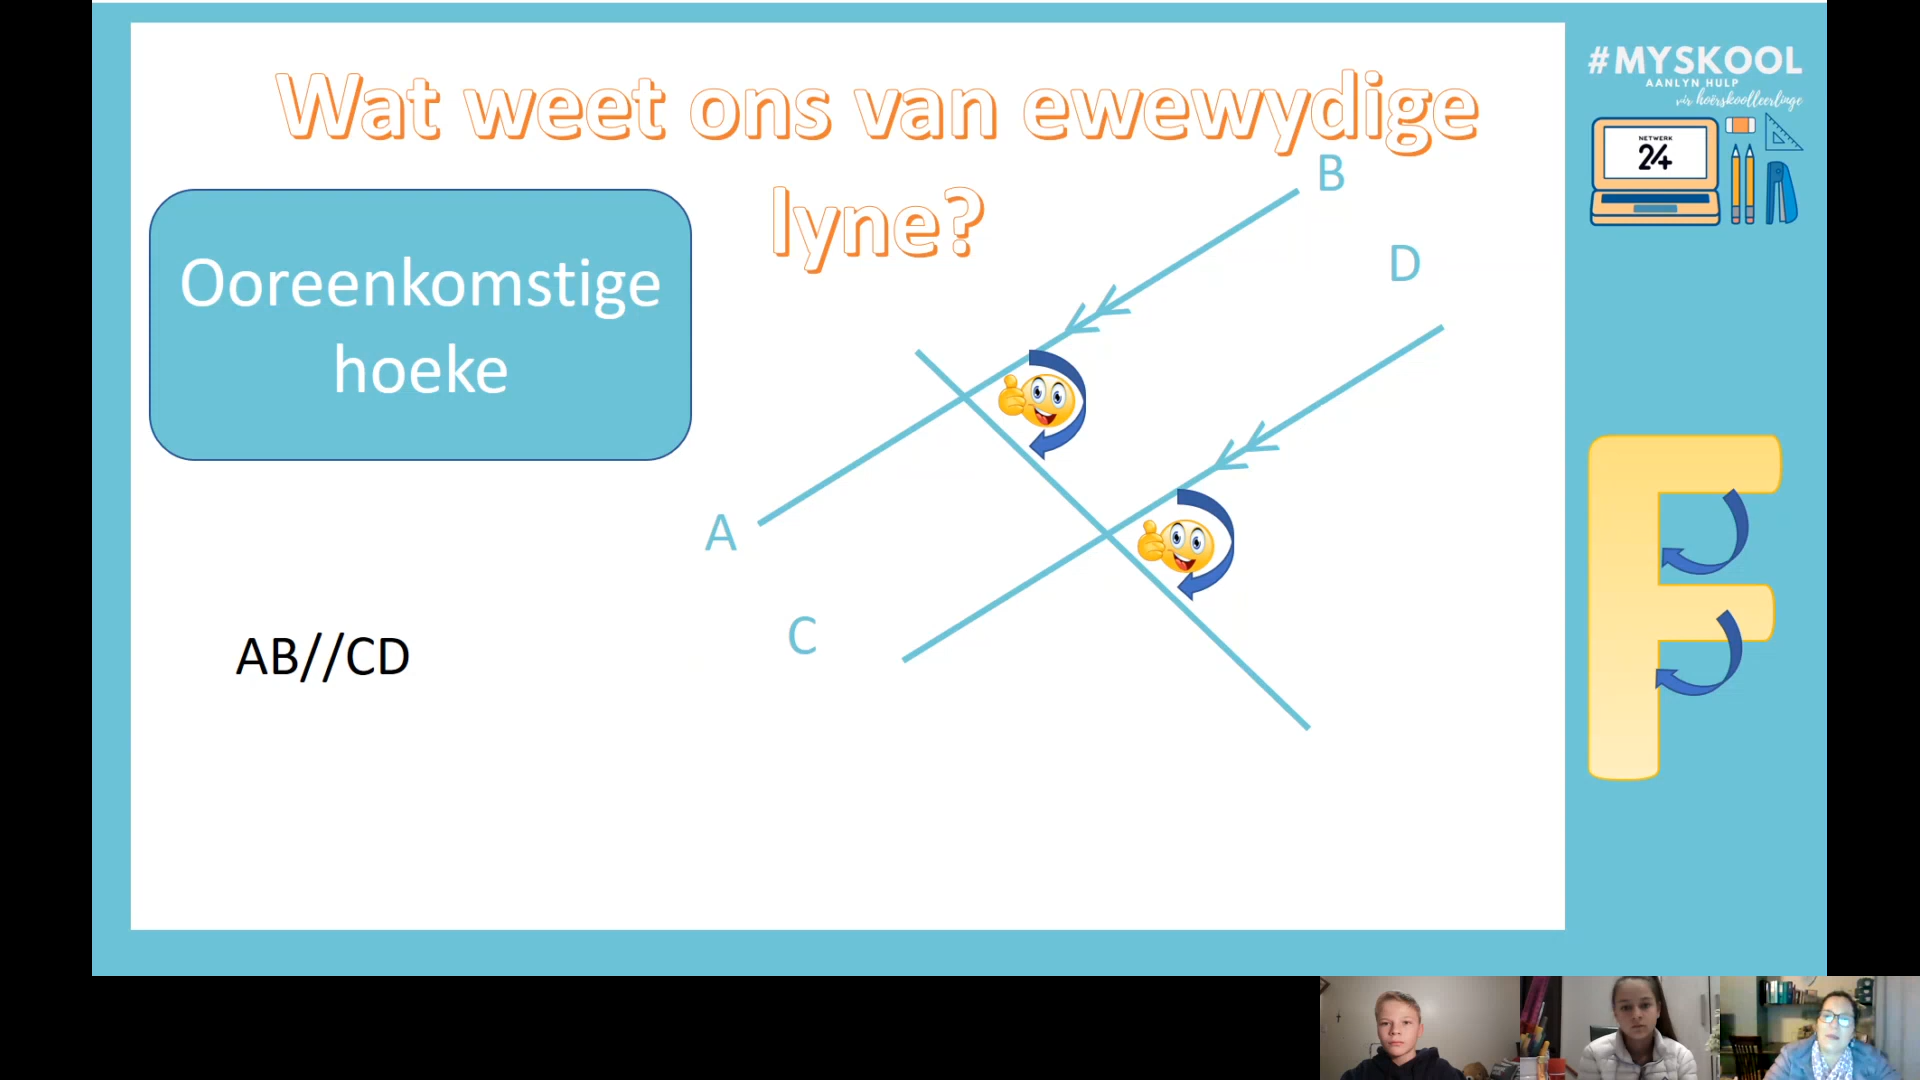 Wat weet ons van ewewydige
lyne?
Ooreenkomstige
hoeke
B
D
A
C
AB//CD
#MYSKOOL
AANLYN HULP
vir hoërskoolleerlinge
NETWERK
24
F